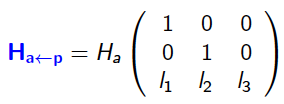 1 0 0
H_{a←p} = H_a ( 0 1 0 )
l_1 l_2 l_3